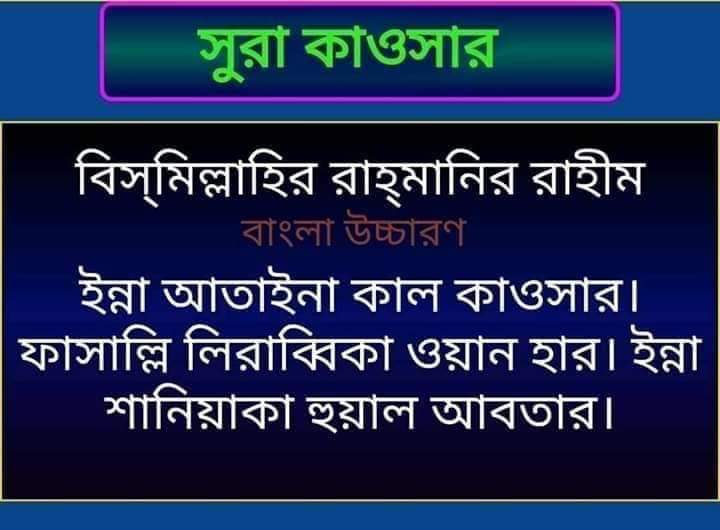 সুরা কাওসার
বিস্‌মিল্লাহির রাহ্‌মানির রাহীম
বাংলা উচ্চারণ
ইন্না আতাইনা কাল কাওসার।
ফাসাল্লি লিরাব্বিকা ওয়ান হার। ইন্না
শানিয়াকা হুয়াল আবতার।